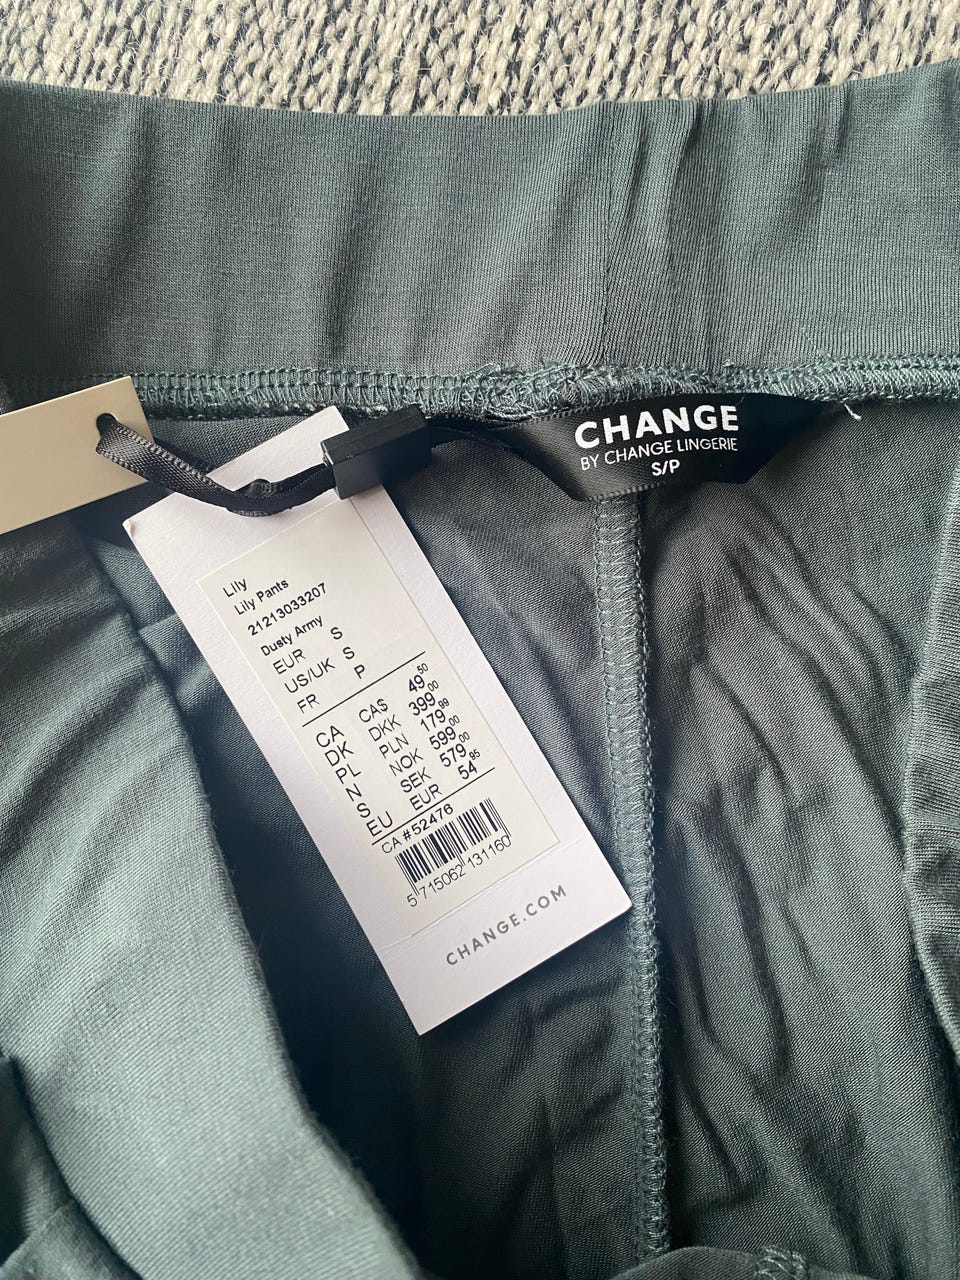 CHANGE
BY CHANGE LINGERIE
S/P
Lily
Lily Pants
21213033207
Dusty Army
EUR S
US/UK S
FR P
CA CA$ 49.50
DK DKK 399.00
PL PLN 179.99
N NOK 599.00
S SEK 579.00
EU EUR 54.95
CA #52476
5 715062 131160
CHANGE.COM